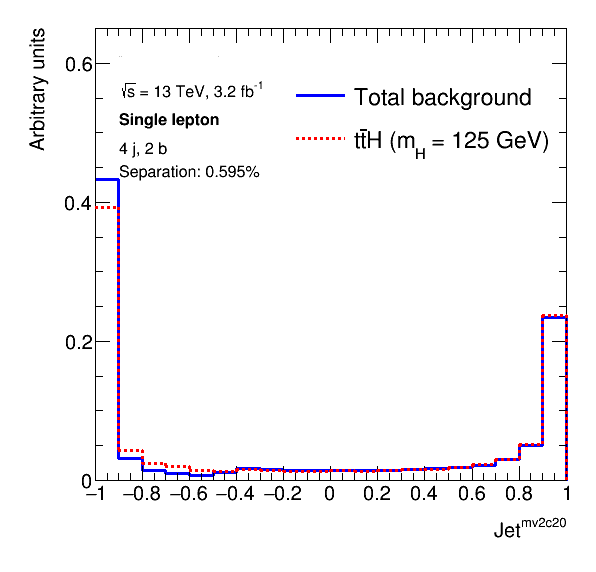 Arbitrary units
0.6
0.4
0.2
0
√s = 13 TeV, 3.2 fb⁻¹
Single lepton
4 j, 2 b
Separation: 0.595%
Total background
tt̄H (m_H = 125 GeV)
−1 −0.8 −0.6 −0.4 −0.2 0 0.2 0.4 0.6 0.8 1
Jet^mv2c20